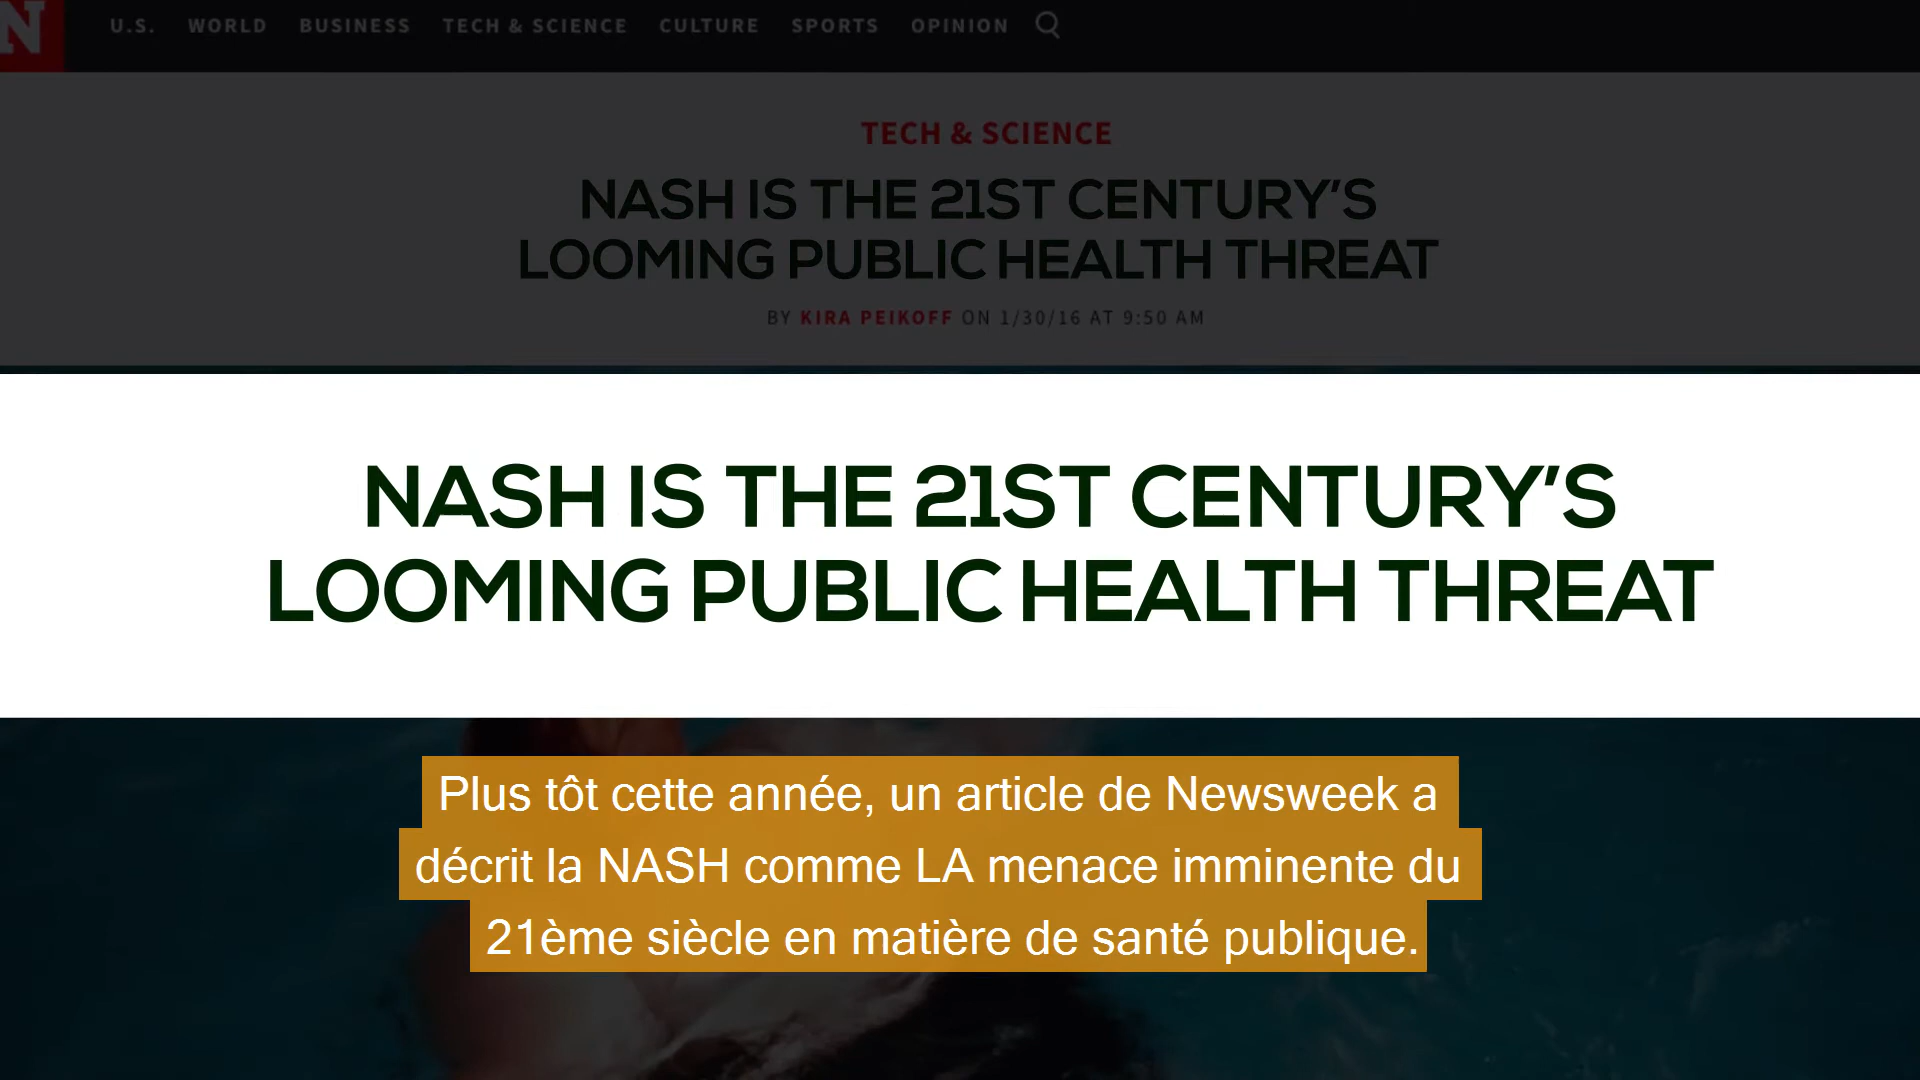 N
U.S. WORLD BUSINESS TECH & SCIENCE CULTURE SPORTS OPINION
TECH & SCIENCE
NASH IS THE 21ST CENTURY'S
LOOMING PUBLIC HEALTH THREAT
BY KIRA PEIKOFF ON 1/30/16 AT 9:50 AM
NASH IS THE 21ST CENTURY'S
LOOMING PUBLIC HEALTH THREAT
Plus tôt cette année, un article de Newsweek a
décrit la NASH comme LA menace imminente du
21ème siècle en matière de santé publique.